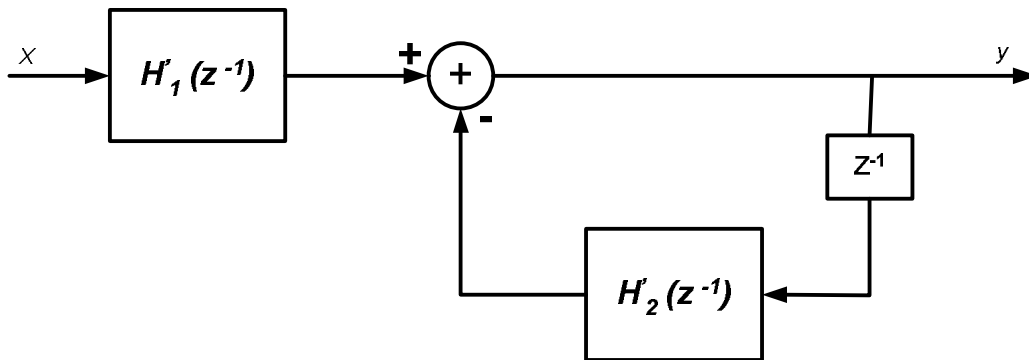 X
H'₁ (z ⁻¹)
+
+
-
y
Z⁻¹
H'₂ (z ⁻¹)